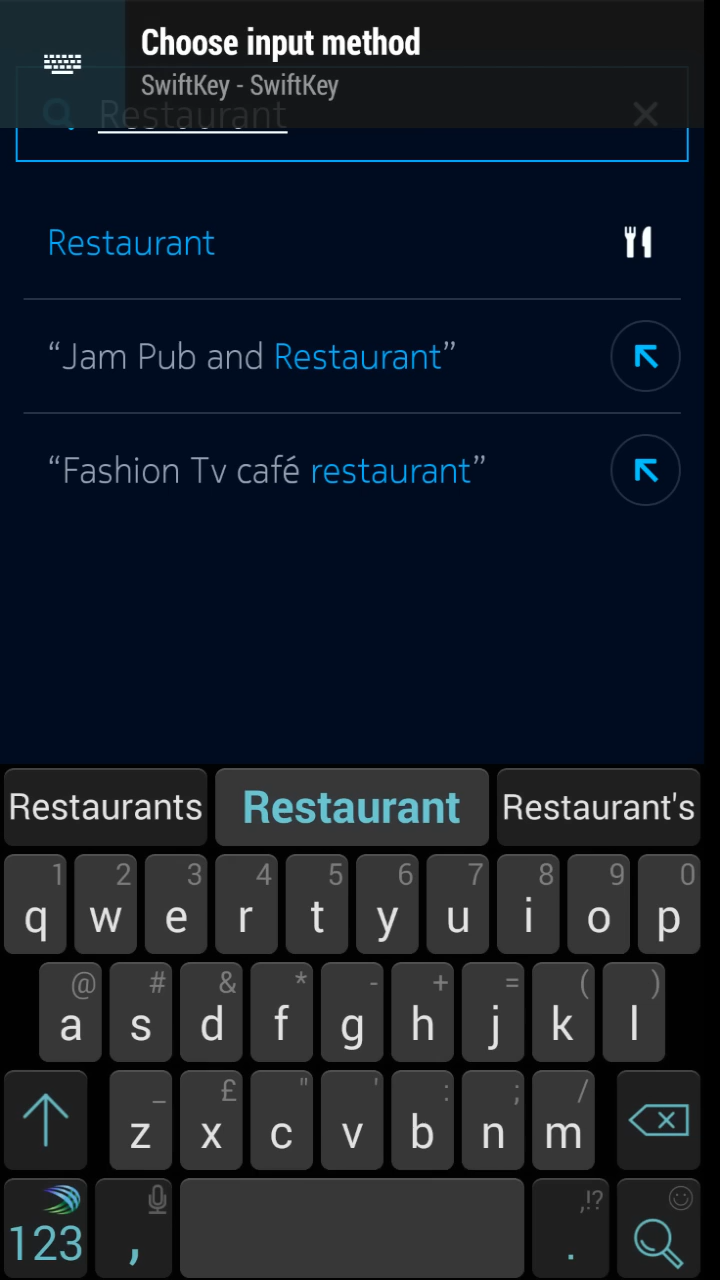 Choose input method
SwiftKey - SwiftKey
Restaurant
Restaurant
“Jam Pub and Restaurant”
“Fashion Tv café restaurant”
Restaurants Restaurant Restaurant's
1 2 3 4 5 6 7 8 9 0
q w e r t y u i o p
@ # & * - + = ( )
a s d f g h j k l
_ £ " ' : ; /
z x c v b n m
,!?
123 , .